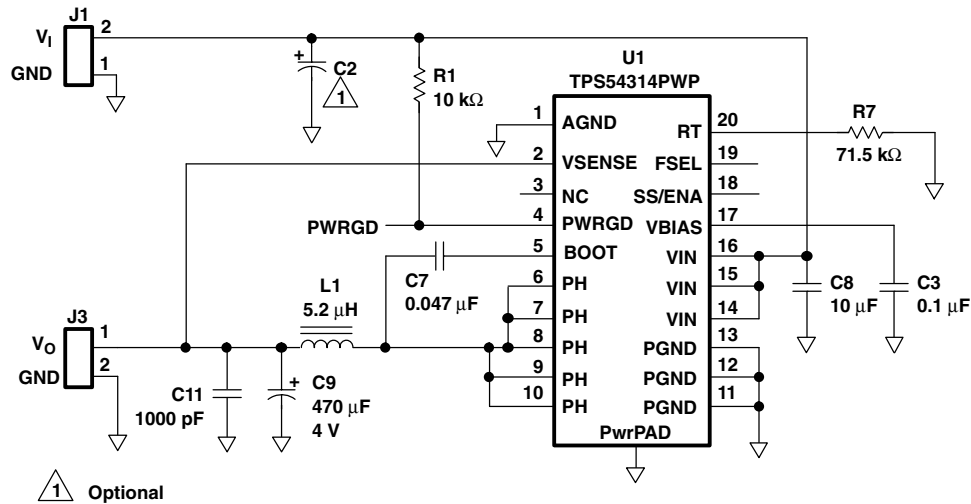 J1
V_I
2
GND
1
+
C2
1
R1
10 kΩ
U1
TPS54314PWP
1
AGND
2
VSENSE
3
NC
4
PWRGD
5
BOOT
6
PH
7
PH
8
PH
9
PH
10
PH
RT
20
FSEL
19
SS/ENA
18
VBIAS
17
VIN
16
VIN
15
VIN
14
PGND
13
PGND
12
PGND
11
PwrPAD
R7
71.5 kΩ
PWRGD
C7
0.047 μF
L1
5.2 μH
C8
10 μF
C3
0.1 μF
J3
V_O
1
GND
2
C11
1000 pF
+
C9
470 μF
4 V
1 Optional